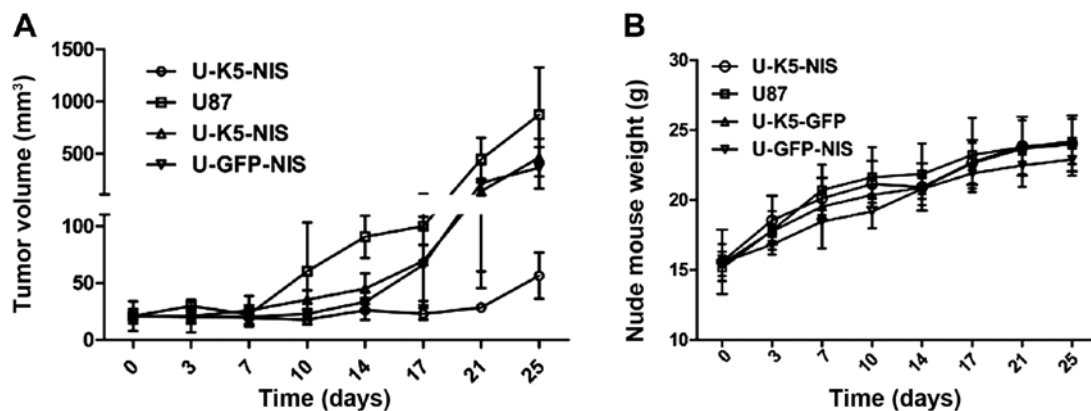 A
Tumor volume (mm³)
1500
1000
500
100
50
0
U-K5-NIS
U87
U-K5-NIS
U-GFP-NIS
0 3 7 10 14 17 21 25
Time (days)
B
Nude mouse weight (g)
30
25
20
15
10
U-K5-NIS
U87
U-K5-GFP
U-GFP-NIS
0 3 7 10 14 17 21 25
Time (days)